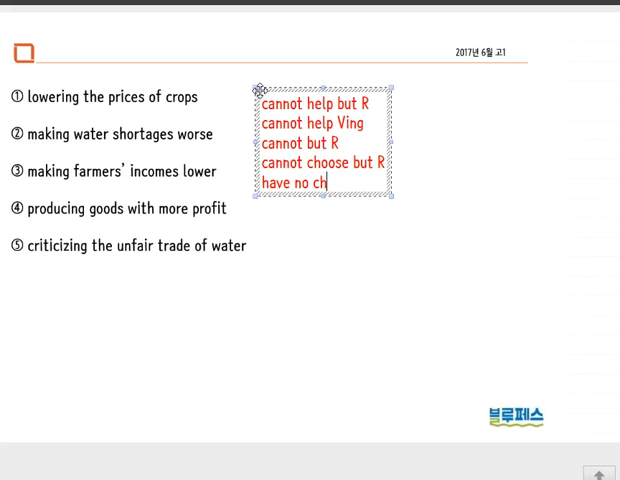 2017년 6월 고1
① lowering the prices of crops
② making water shortages worse
③ making farmers’ incomes lower
④ producing goods with more profit
⑤ criticizing the unfair trade of water
cannot help but R
cannot help Ving
cannot but R
cannot choose but R
have no ch
블루페스